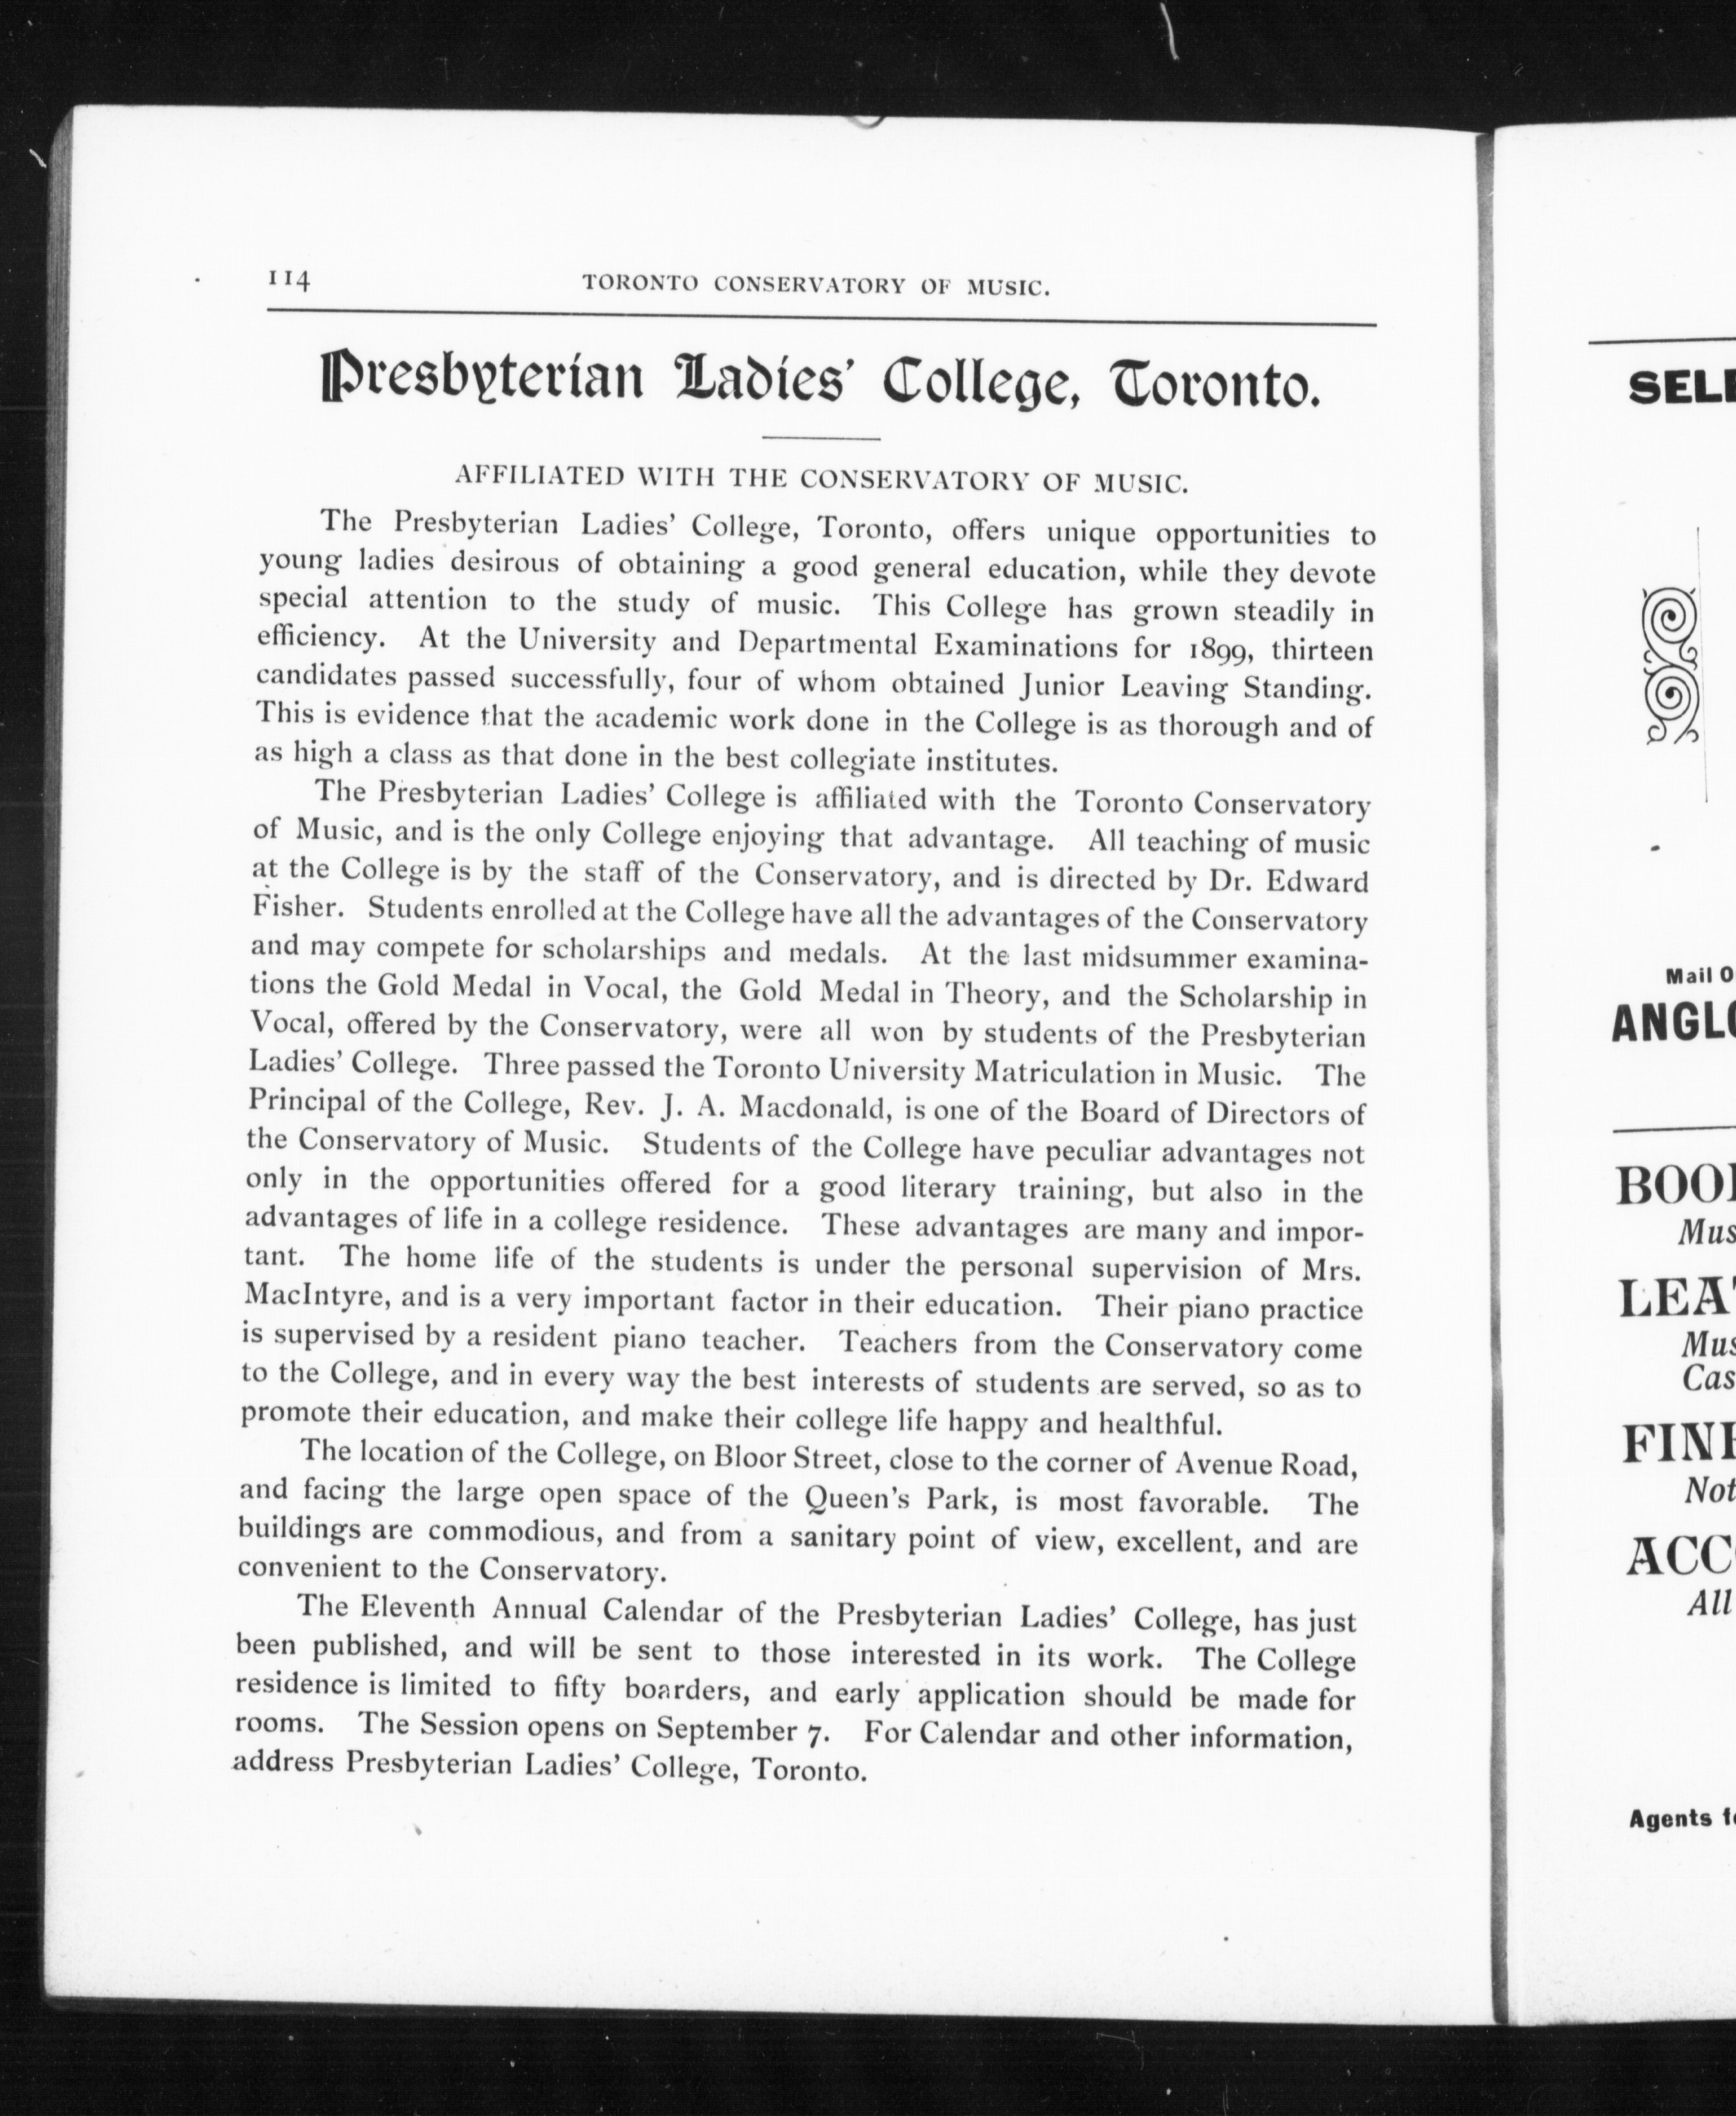 114 TORONTO CONSERVATORY OF MUSIC.
Presbyterian Ladies' College, Toronto.
AFFILIATED WITH THE CONSERVATORY OF MUSIC.
The Presbyterian Ladies' College, Toronto, offers unique opportunities to
young ladies desirous of obtaining a good general education, while they devote
special attention to the study of music. This College has grown steadily in
efficiency. At the University and Departmental Examinations for 1899, thirteen
candidates passed successfully, four of whom obtained Junior Leaving Standing.
This is evidence that the academic work done in the College is as thorough and of
as high a class as that done in the best collegiate institutes.
The Presbyterian Ladies' College is affiliated with the Toronto Conservatory
of Music, and is the only College enjoying that advantage. All teaching of music
at the College is by the staff of the Conservatory, and is directed by Dr. Edward
Fisher. Students enrolled at the College have all the advantages of the Conservatory
and may compete for scholarships and medals. At the last midsummer examina-
tions the Gold Medal in Vocal, the Gold Medal in Theory, and the Scholarship in
Vocal, offered by the Conservatory, were all won by students of the Presbyterian
Ladies' College. Three passed the Toronto University Matriculation in Music. The
Principal of the College, Rev. J. A. Macdonald, is one of the Board of Directors of
the Conservatory of Music. Students of the College have peculiar advantages not
only in the opportunities offered for a good literary training, but also in the
advantages of life in a college residence. These advantages are many and impor-
tant. The home life of the students is under the personal supervision of Mrs.
MacIntyre, and is a very important factor in their education. Their piano practice
is supervised by a resident piano teacher. Teachers from the Conservatory come
to the College, and in every way the best interests of students are served, so as to
promote their education, and make their college life happy and healthful.
The location of the College, on Bloor Street, close to the corner of Avenue Road,
and facing the large open space of the Queen's Park, is most favorable. The
buildings are commodious, and from a sanitary point of view, excellent, and are
convenient to the Conservatory.
The Eleventh Annual Calendar of the Presbyterian Ladies' College, has just
been published, and will be sent to those interested in its work. The College
residence is limited to fifty boarders, and early application should be made for
rooms. The Session opens on September 7. For Calendar and other information,
address Presbyterian Ladies' College, Toronto.
Mail
All
Agents